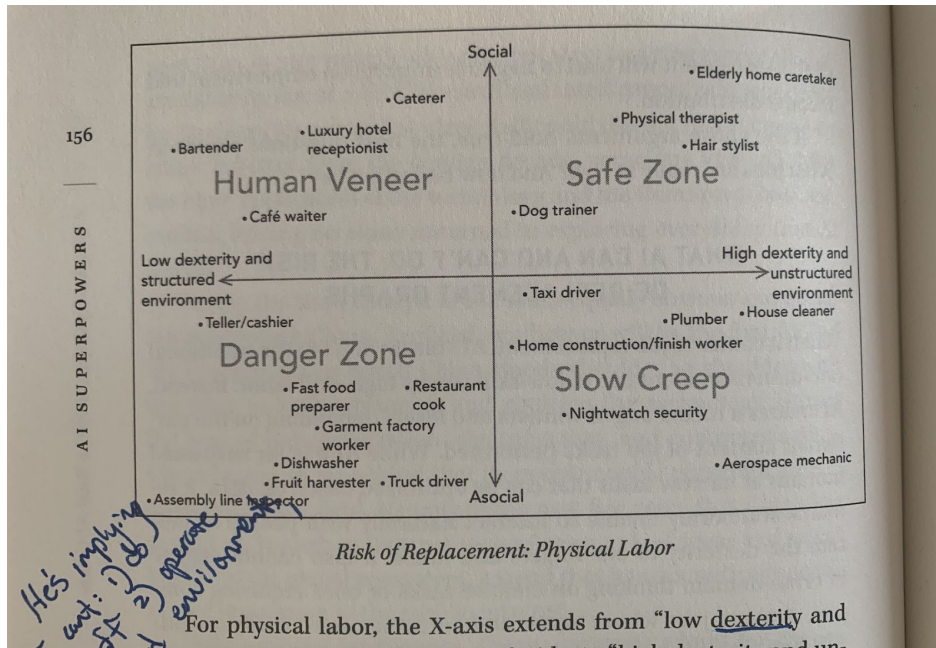 156
AI SUPERPOWERS
Social
• Elderly home caretaker
• Caterer
• Physical therapist
• Luxury hotel
receptionist
• Bartender
• Hair stylist
Human Veneer
Safe Zone
• Café waiter
• Dog trainer
Low dexterity and
structured
environment
High dexterity and
unstructured
environment
• Taxi driver
• Teller/cashier
• Plumber
• House cleaner
• Home construction/finish worker
Danger Zone
Slow Creep
• Fast food
preparer
• Restaurant
cook
• Nightwatch security
• Garment factory
worker
• Dishwasher
• Aerospace mechanic
• Fruit harvester
• Truck driver
• Assembly line inspector
Asocial
He's implying
cant: 1) do
2) operate
environment
Risk of Replacement: Physical Labor
For physical labor, the X-axis extends from “low dexterity and